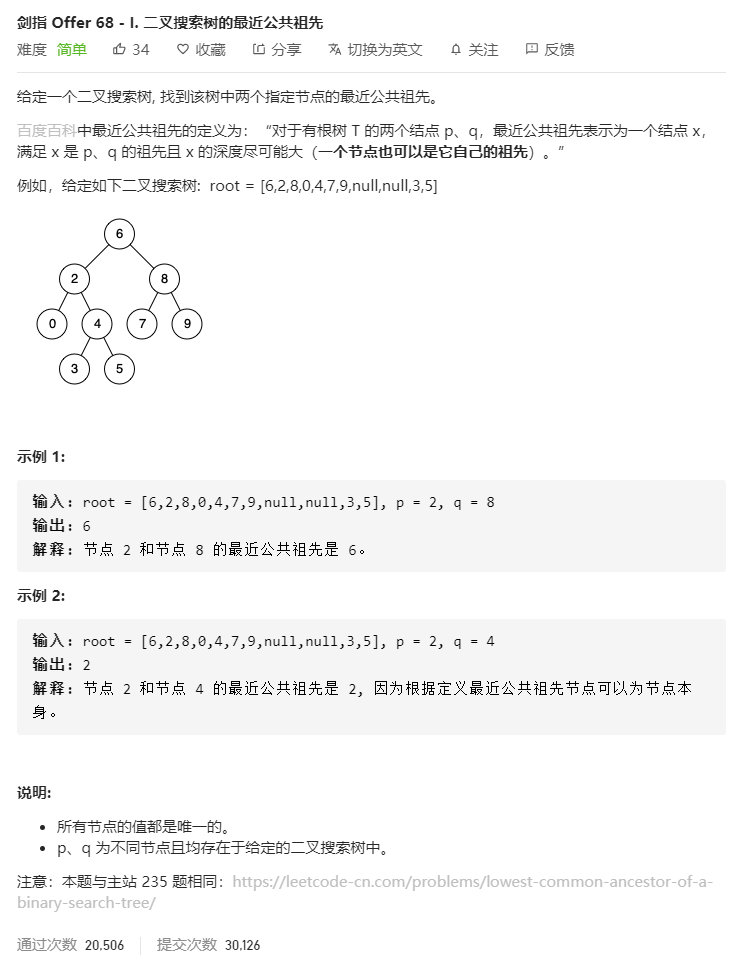 剑指 Offer 68 - I. 二叉搜索树的最近公共祖先
难度 简单 34 收藏 分享 切换为英文 关注 反馈
给定一个二叉搜索树, 找到该树中两个指定节点的最近公共祖先。
百度百科中最近公共祖先的定义为：“对于有根树 T 的两个结点 p、q，最近公共祖先表示为一个结点 x，
满足 x 是 p、q 的祖先且 x 的深度尽可能大（一个节点也可以是它自己的祖先）。”
例如，给定如下二叉搜索树:  root = [6,2,8,0,4,7,9,null,null,3,5]
6
2 8
0 4 7 9
3 5
示例 1:
输入: root = [6,2,8,0,4,7,9,null,null,3,5], p = 2, q = 8
输出: 6
解释: 节点 2 和节点 8 的最近公共祖先是 6。
示例 2:
输入: root = [6,2,8,0,4,7,9,null,null,3,5], p = 2, q = 4
输出: 2
解释: 节点 2 和节点 4 的最近公共祖先是 2, 因为根据定义最近公共祖先节点可以为节点本
身。
说明:
• 所有节点的值都是唯一的。
• p、q 为不同节点且均存在于给定的二叉搜索树中。
注意：本题与主站 235 题相同：https://leetcode-cn.com/problems/lowest-common-ancestor-of-a-
binary-search-tree/
通过次数 20,506 提交次数 30,126